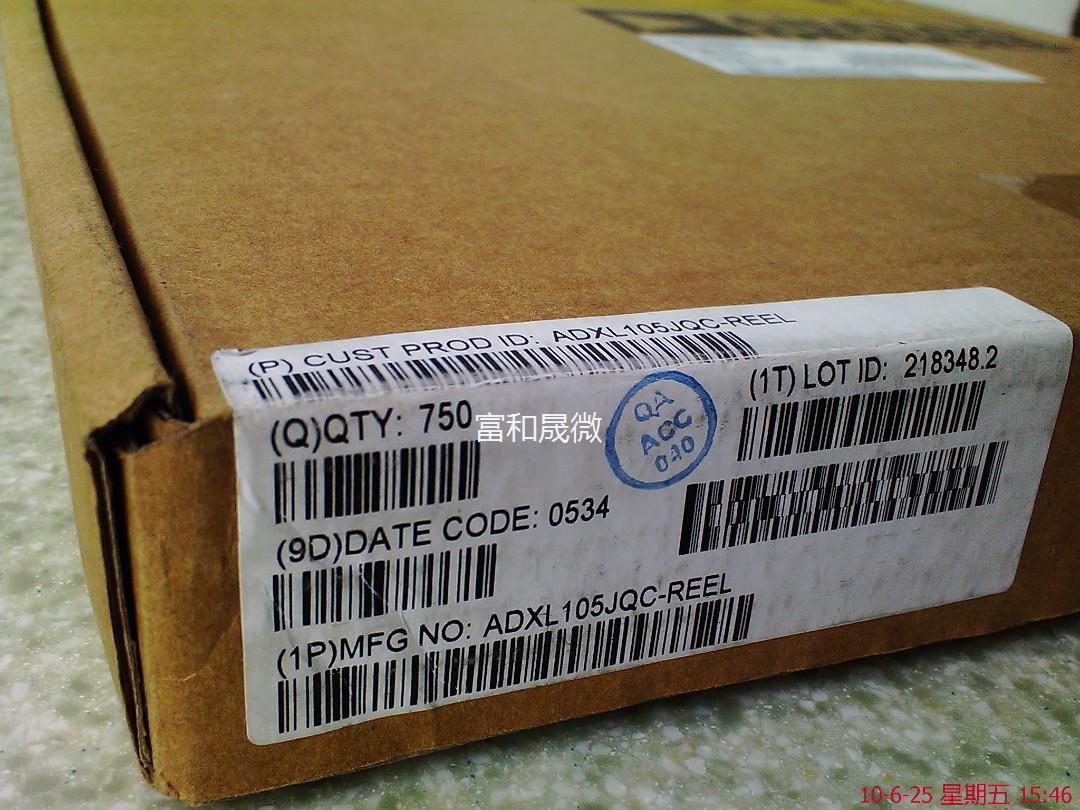 (P) CUST PROD ID: ADXL105JQC-REEL
(Q)QTY: 750
富和晟微
QA
ACC
040
(1T) LOT ID: 218348.2
(9D)DATE CODE: 0534
(1P)MFG NO: ADXL105JQC-REEL
10-6-25 星期五 15:46